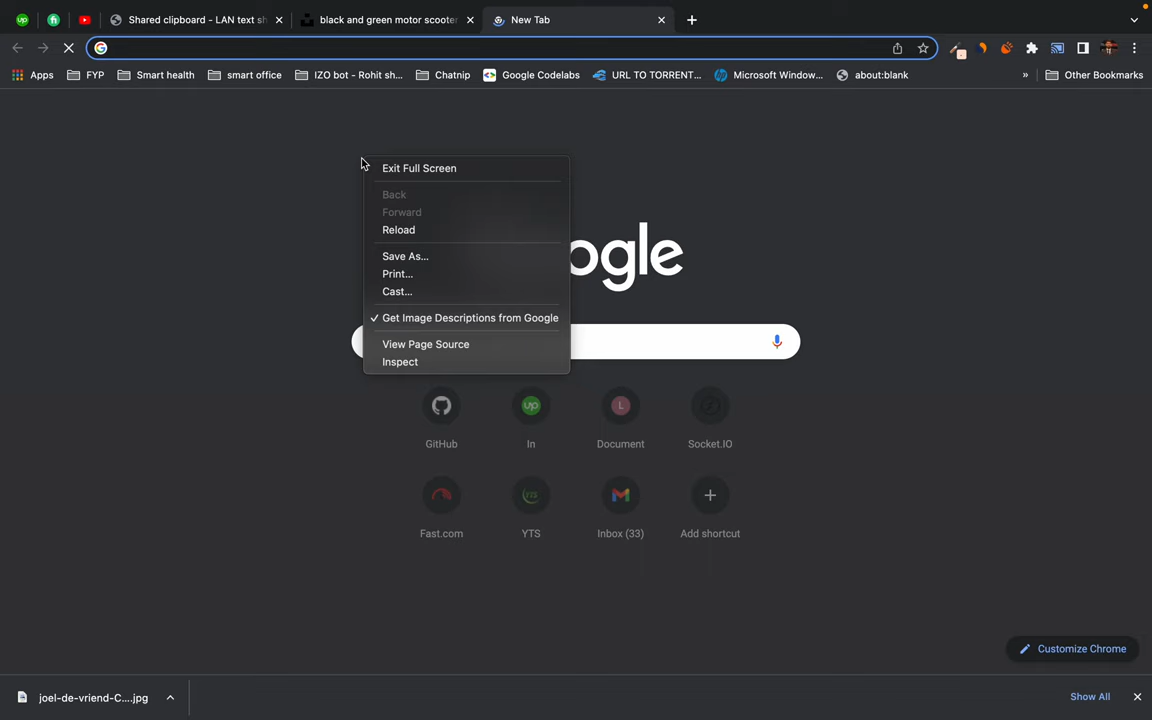 up
fi
Shared clipboard - LAN text sh
black and green motor scooter
New Tab
Apps
FYP
Smart health
smart office
IZO bot - Rohit sh...
Chatnip
Google Codelabs
URL TO TORRENT...
Microsoft Window...
about:blank
»
Other Bookmarks
Exit Full Screen
Back
Forward
Reload
Save As...
Print...
Cast...
✓ Get Image Descriptions from Google
View Page Source
Inspect
ogle
up
L
GitHub
In
Document
Socket.IO
Fast.com
YTS
Inbox (33)
Add shortcut
Customize Chrome
joel-de-vriend-C....jpg
Show All